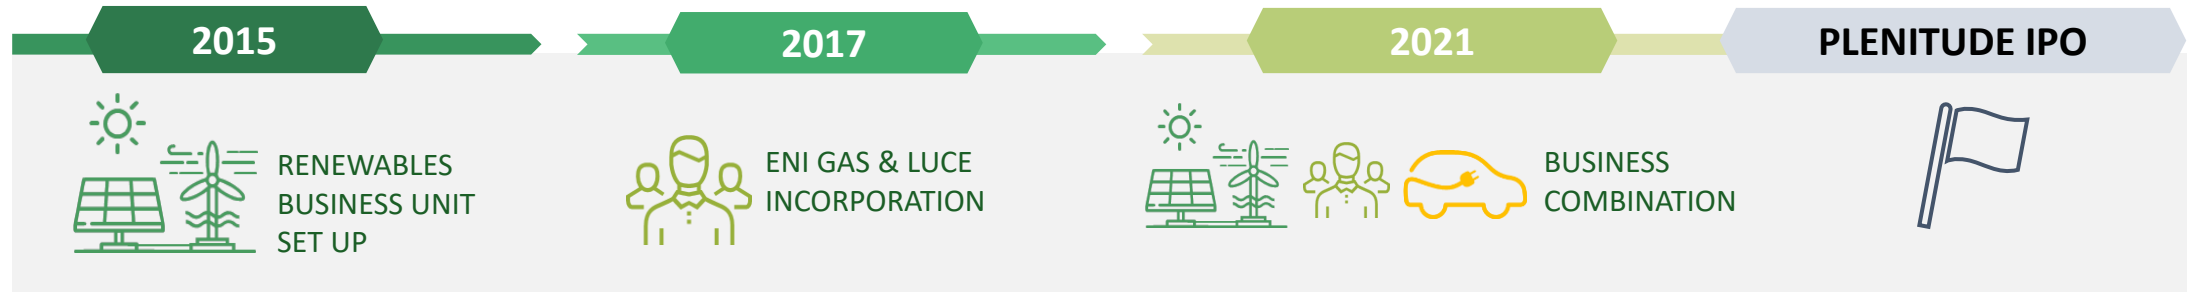 2015
RENEWABLES
BUSINESS UNIT
SET UP
2017
ENI GAS & LUCE
INCORPORATION
2021
BUSINESS
COMBINATION
PLENITUDE IPO